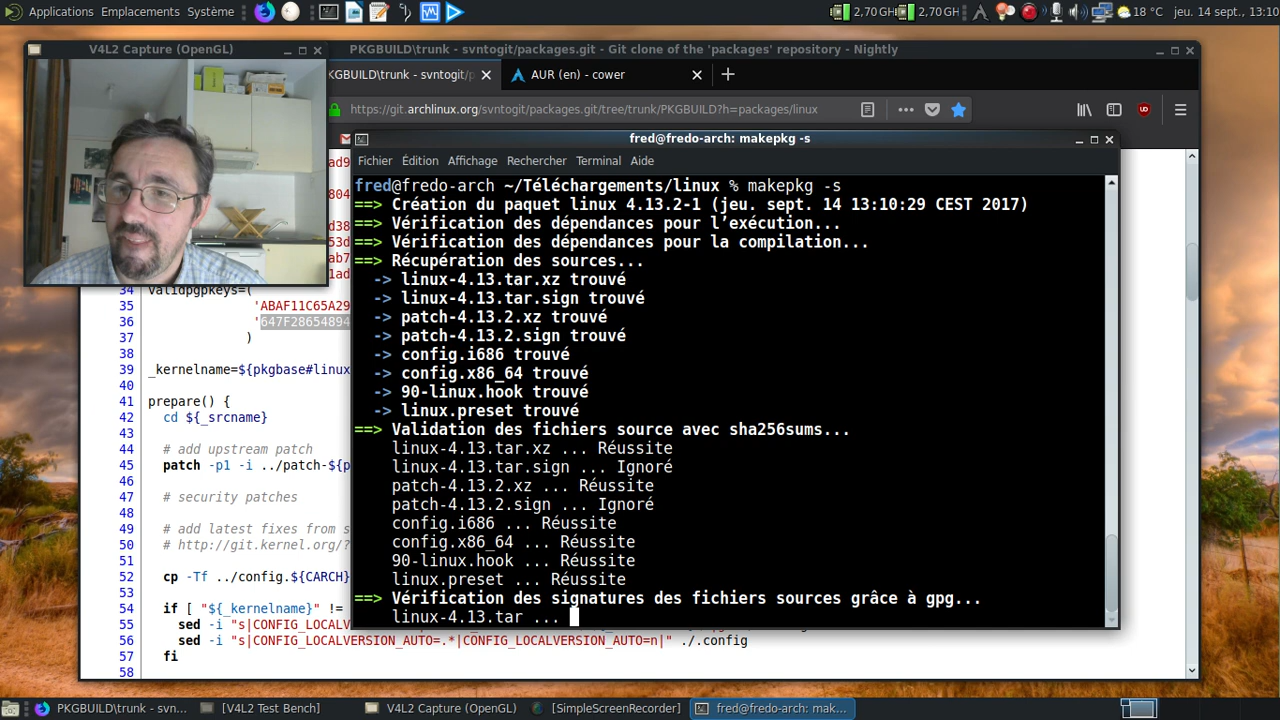 Applications Emplacements Système
2,70 GH 2,70 GH 18 °C jeu. 14 sept., 13:10
V4L2 Capture (OpenGL)
PKGBUILD\trunk - svntogit/packages.git - Git clone of the 'packages' repository - Nightly
KGBUILD\trunk - svntogit/p
AUR (en) - cower
https://git.archlinux.org/svntogit/packages.git/tree/trunk/PKGBUILD?h=packages/linux
fred@fredo-arch: makepkg -s
Fichier Édition Affichage Rechercher Terminal Aide
fred@fredo-arch ~/Téléchargements/linux % makepkg -s
==> Création du paquet linux 4.13.2-1 (jeu. sept. 14 13:10:29 CEST 2017)
==> Vérification des dépendances pour l’exécution...
==> Vérification des dépendances pour la compilation...
==> Récupération des sources...
-> linux-4.13.tar.xz trouvé
-> linux-4.13.tar.sign trouvé
-> patch-4.13.2.xz trouvé
-> patch-4.13.2.sign trouvé
-> config.i686 trouvé
-> config.x86_64 trouvé
-> 90-linux.hook trouvé
-> linux.preset trouvé
==> Validation des fichiers source avec sha256sums...
linux-4.13.tar.xz ... Réussite
linux-4.13.tar.sign ... Ignoré
patch-4.13.2.xz ... Réussite
patch-4.13.2.sign ... Ignoré
config.i686 ... Réussite
config.x86_64 ... Réussite
90-linux.hook ... Réussite
linux.preset ... Réussite
==> Vérification des signatures des fichiers sources grâce à gpg...
linux-4.13.tar ...
ad9
804
d38
53d
ab7
1ad
34 validpgpkeys=(
35 'ABAF11C65A29
36 '647F28654894
37 )
38
39 _kernelname=${pkgbase#linux
40
41 prepare() {
42 cd ${_srcname}
43
44 # add upstream patch
45 patch -p1 -i ../patch-${p
46
47 # security patches
48
49 # add latest fixes from s
50 # http://git.kernel.org/?
51
52 cp -Tf ../config.${CARCH}
53
54 if [ "${_kernelname}" !=
55 sed -i "s|CONFIG_LOCALV
56 sed -i "s|CONFIG_LOCALVERSION_AUTO=.*|CONFIG_LOCALVERSION_AUTO=n|" ./.config
57 fi
58
PKGBUILD\trunk - svn...
[V4L2 Test Bench]
V4L2 Capture (OpenGL)
[SimpleScreenRecorder]
fred@fredo-arch: mak...